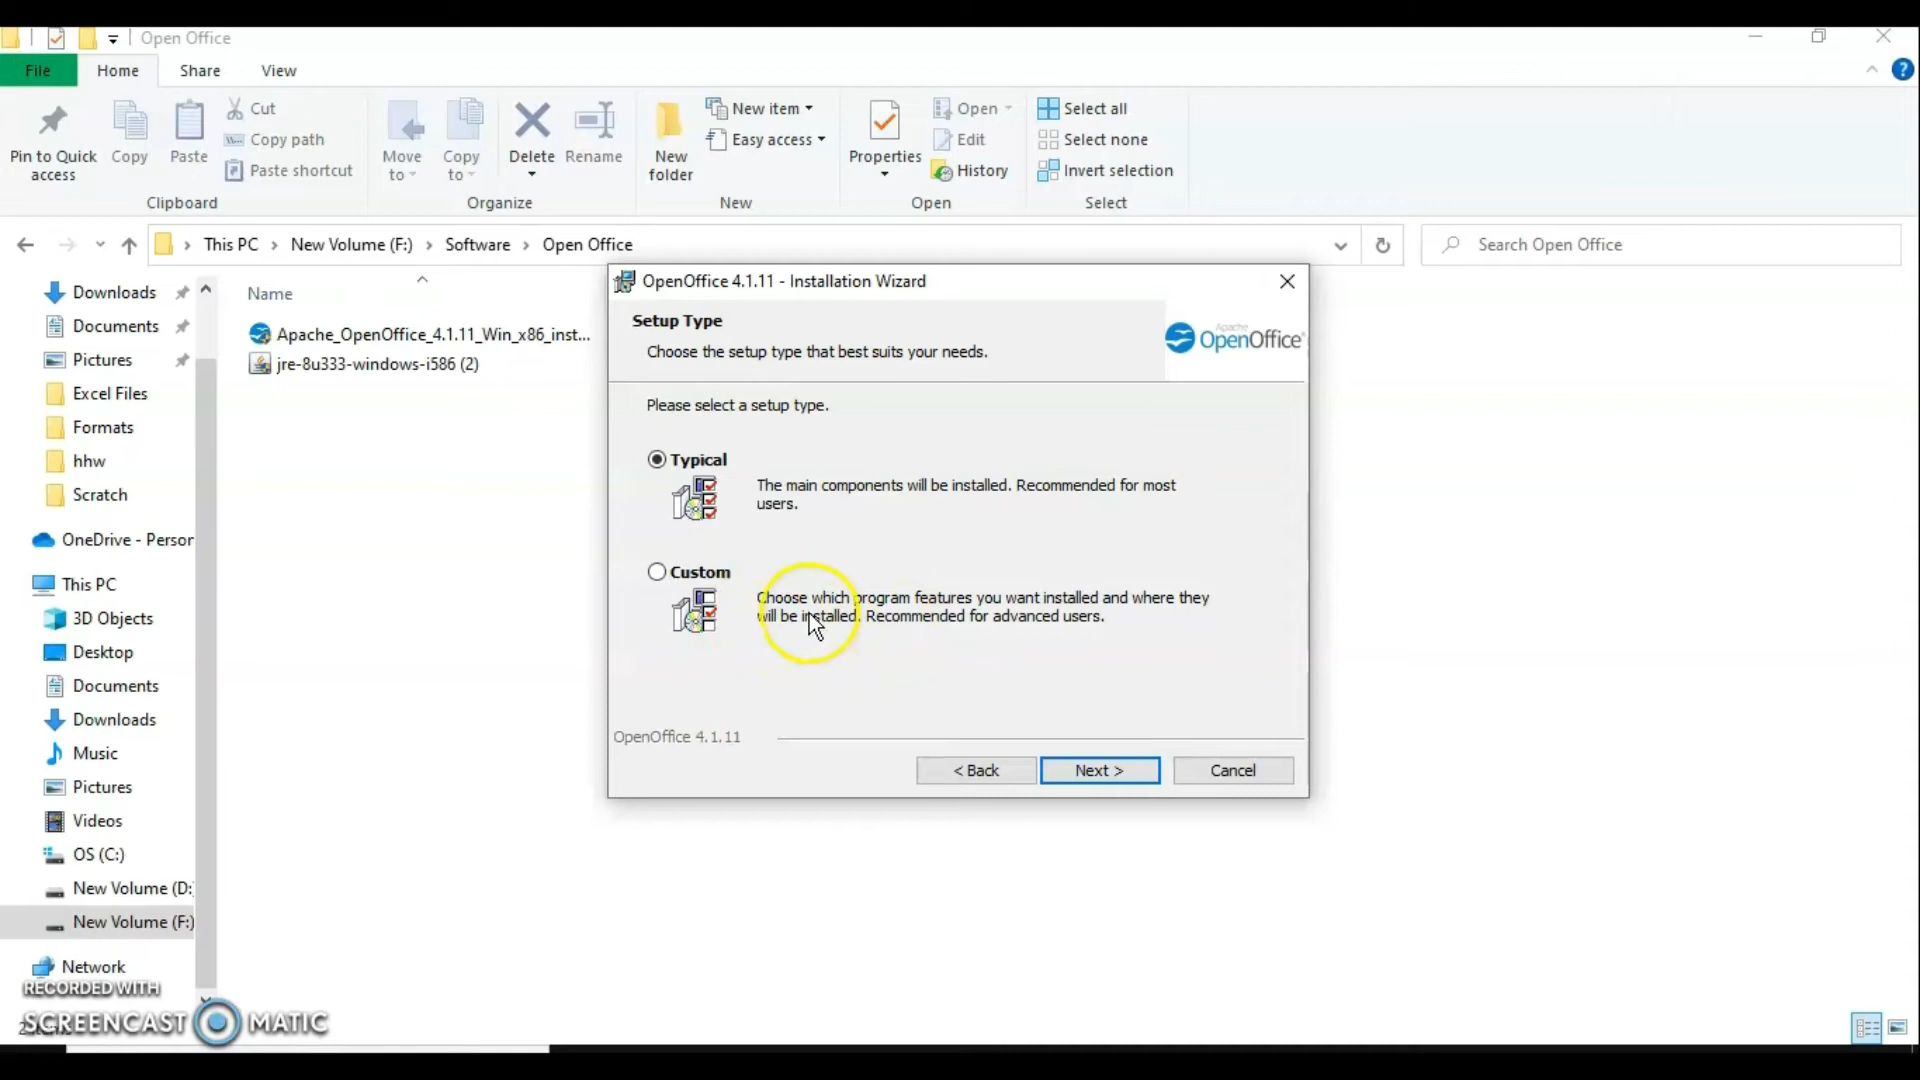 Open Office
File
Home
Share
View
Pin to Quick access
Copy
Paste
Cut
Copy path
Paste shortcut
Clipboard
Move to
Copy to
Delete
Rename
Organize
New folder
New item
Easy access
New
Properties
Open
Edit
History
Open
Select all
Select none
Invert selection
Select
This PC > New Volume (F:) > Software > Open Office
Search Open Office
Downloads
Documents
Pictures
Excel Files
Formats
hhw
Scratch
OneDrive - Person
This PC
3D Objects
Desktop
Documents
Downloads
Music
Pictures
Videos
OS (C:)
New Volume (D:
New Volume (F:)
Network
Name
Apache_OpenOffice_4.1.11_Win_x86_inst...
jre-8u333-windows-i586 (2)
OpenOffice 4.1.11 - Installation Wizard
Setup Type
Choose the setup type that best suits your needs.
Apache
OpenOffice
Please select a setup type.
Typical
The main components will be installed. Recommended for most
users.
Custom
Choose which program features you want installed and where they
will be installed. Recommended for advanced users.
OpenOffice 4.1.11
< Back
Next >
Cancel
RECORDED WITH
SCREENCAST MATIC